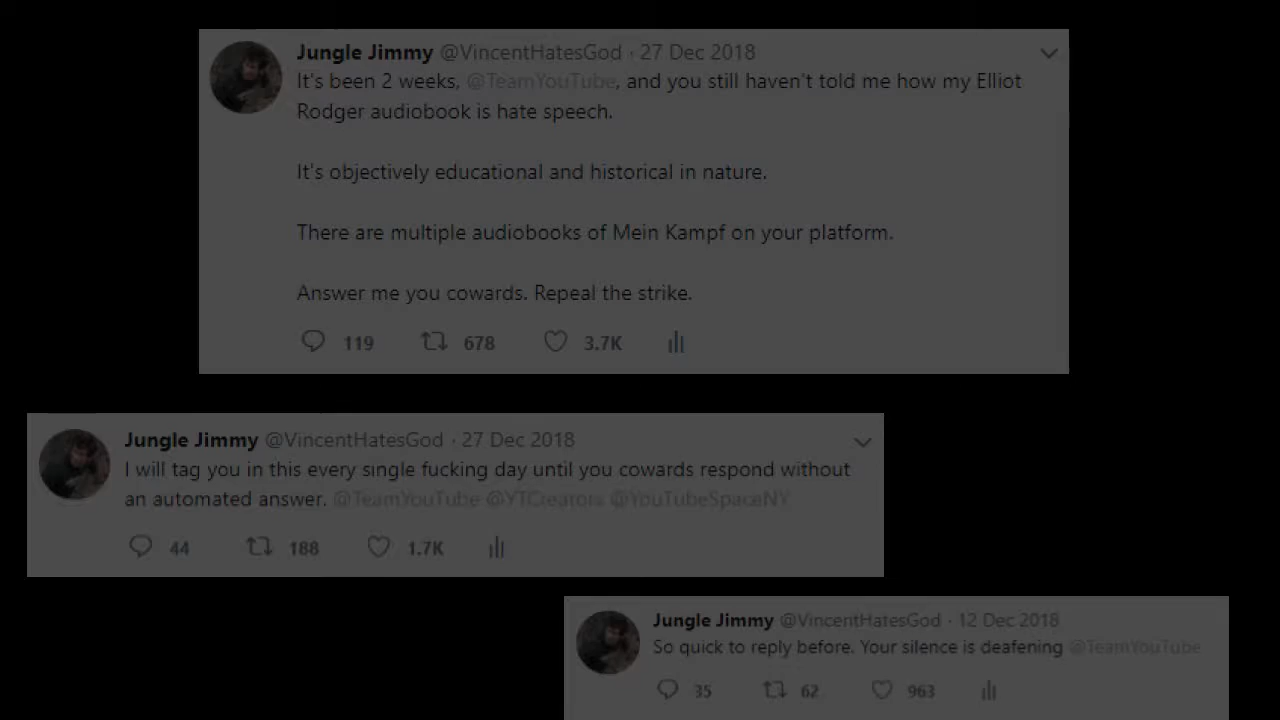 Jungle Jimmy @VincentHatesGod · 27 Dec 2018
It's been 2 weeks, @TeamYouTube, and you still haven't told me how my Elliot
Rodger audiobook is hate speech.
It's objectively educational and historical in nature.
There are multiple audiobooks of Mein Kampf on your platform.
Answer me you cowards. Repeal the strike.
119 678 3.7K
Jungle Jimmy @VincentHatesGod · 27 Dec 2018
I will tag you in this every single fucking day until you cowards respond without
an automated answer. @TeamYouTube @YTCreators @YouTubeSpaceNY
44 188 1.7K
Jungle Jimmy @VincentHatesGod · 12 Dec 2018
So quick to reply before. Your silence is deafening @TeamYouTube
35 62 963